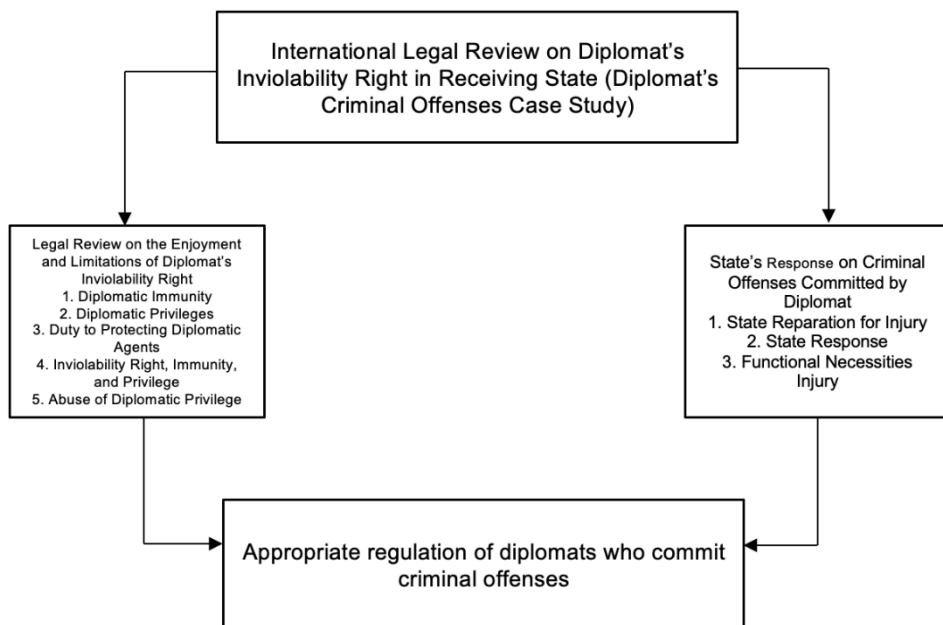 International Legal Review on Diplomat's
Inviolability Right in Receiving State (Diplomat's
Criminal Offenses Case Study)
Legal Review on the Enjoyment
and Limitations of Diplomat's
Inviolability Right
1. Diplomatic Immunity
2. Diplomatic Privileges
3. Duty to Protecting Diplomatic
Agents
4. Inviolability Right, Immunity,
and Privilege
5. Abuse of Diplomatic Privilege
State's Response on Criminal
Offenses Committed by
Diplomat
1. State Reparation for Injury
2. State Response
3. Functional Necessities
Injury
Appropriate regulation of diplomats who commit
criminal offenses